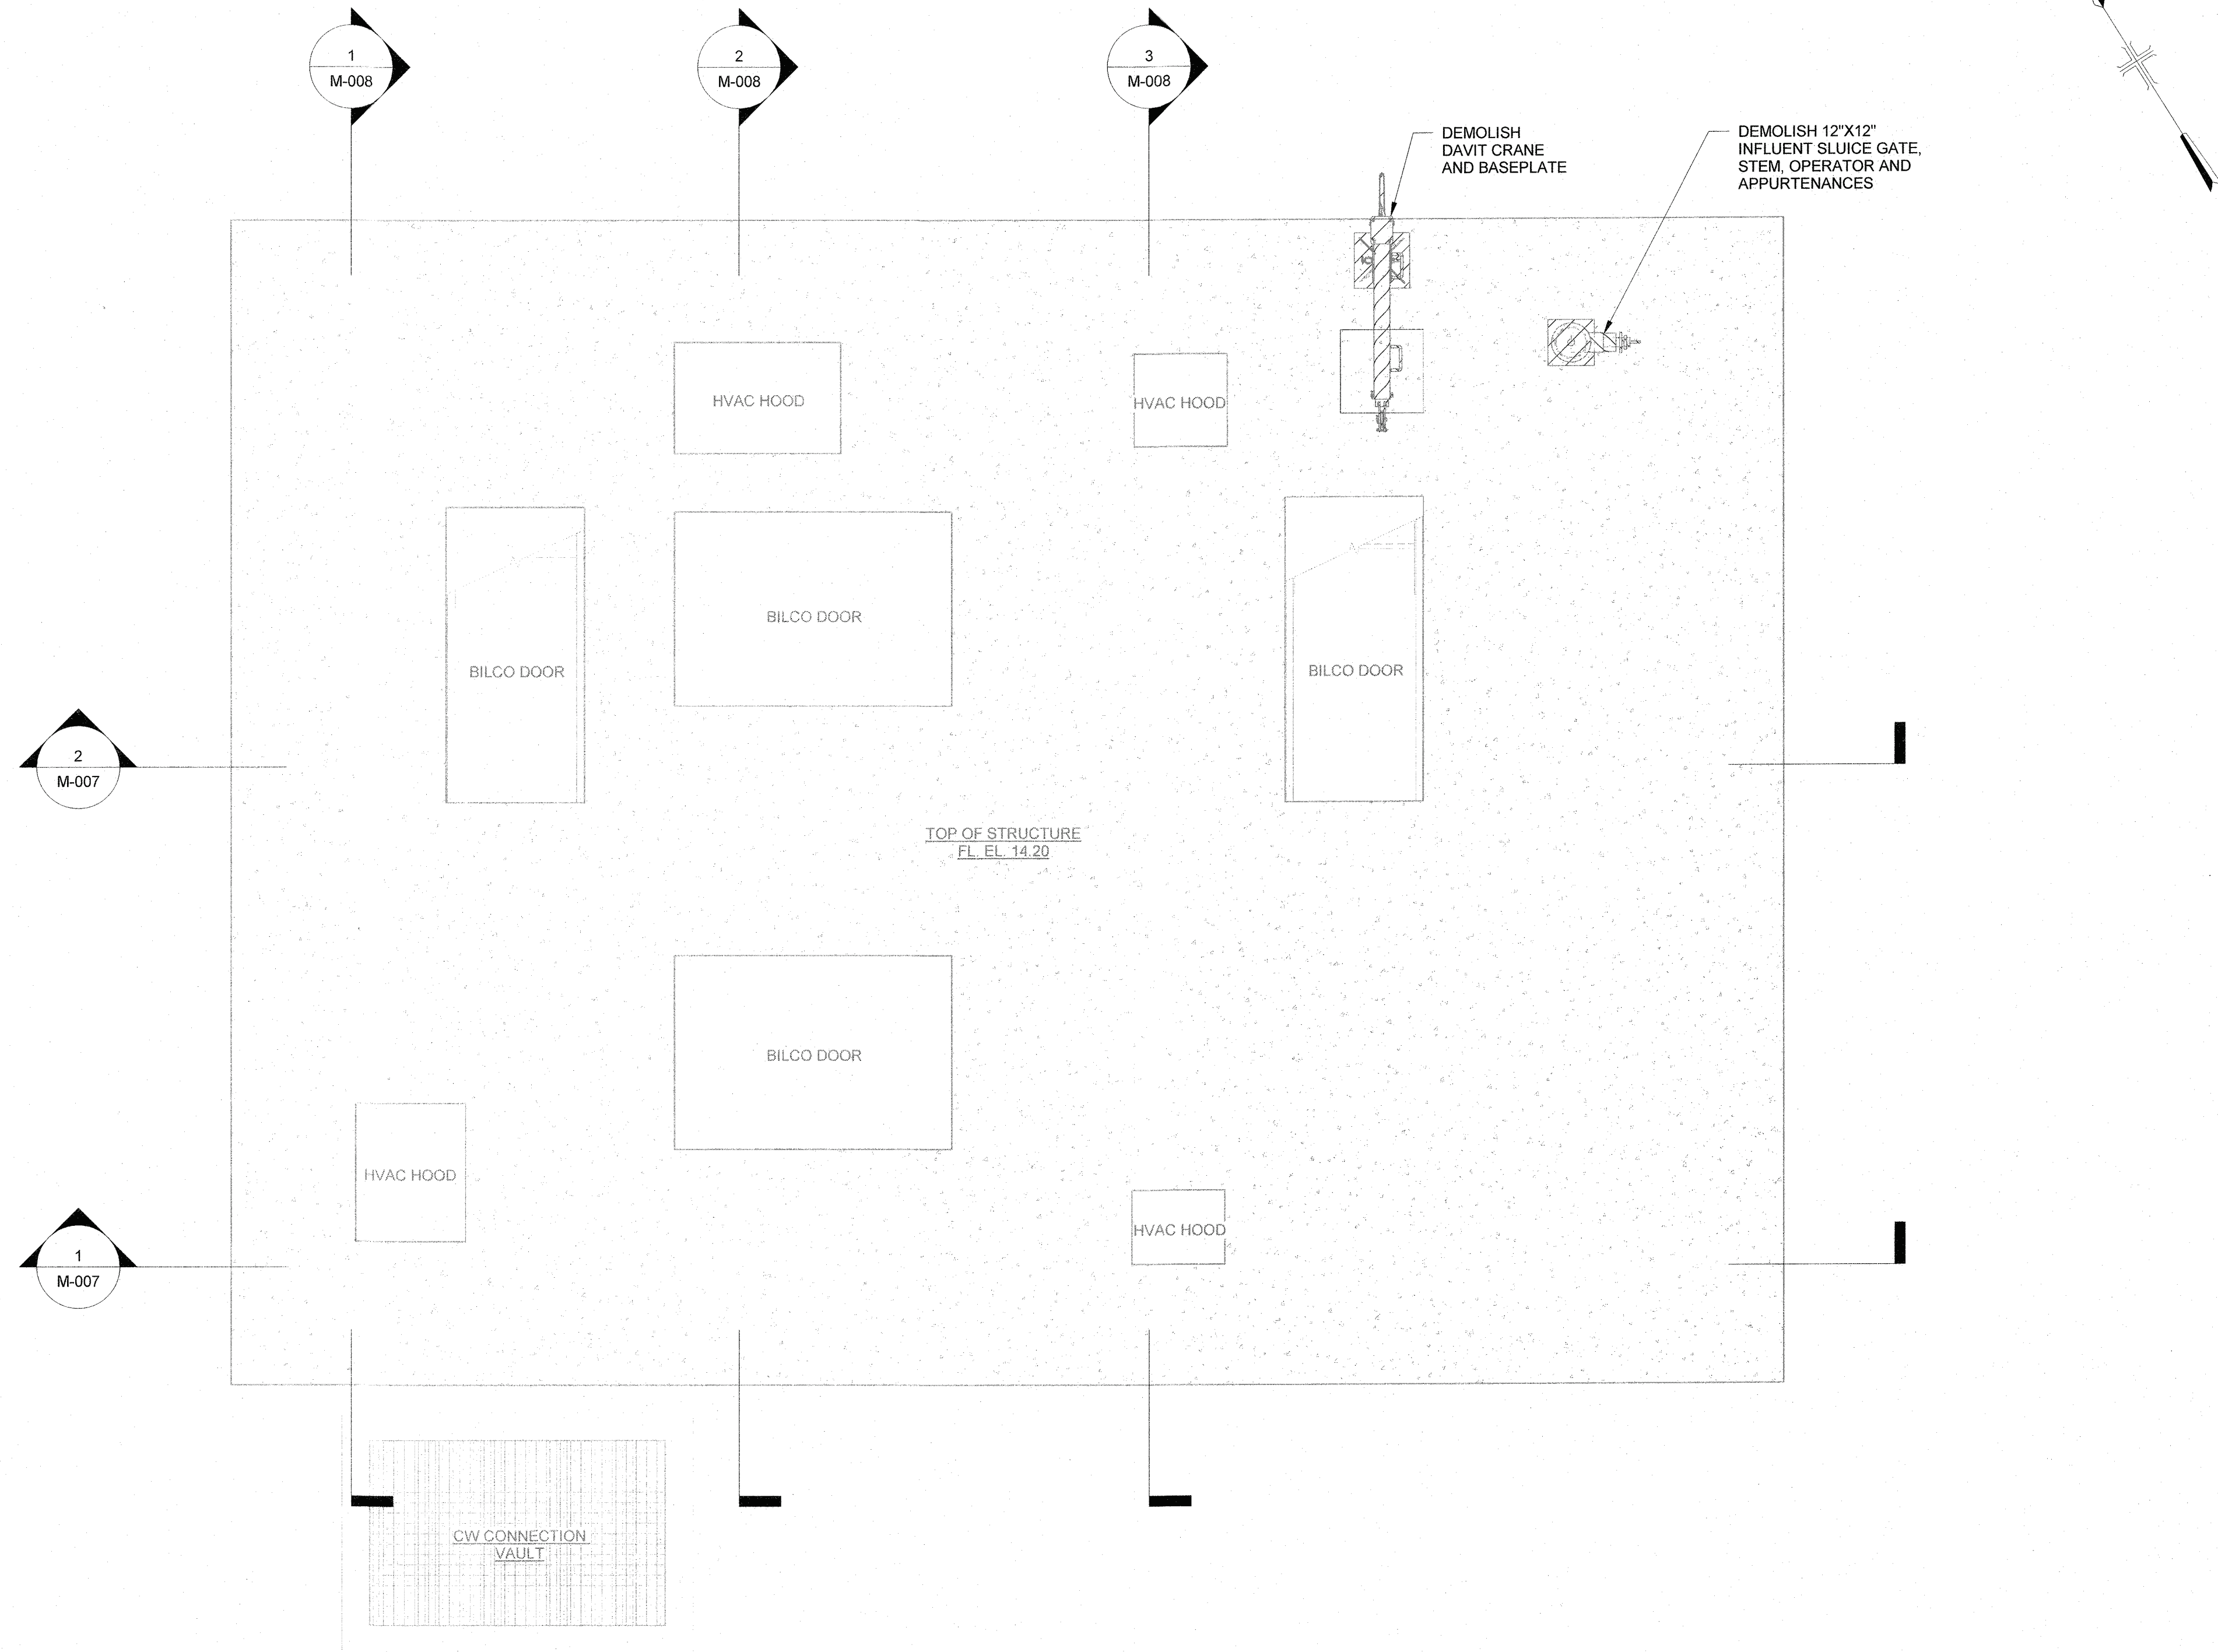 1
M-008
2
M-008
3
M-008
DEMOLISH
DAVIT CRANE
AND BASEPLATE
DEMOLISH 12"X12"
INFLUENT SLUICE GATE,
STEM, OPERATOR AND
APPURTENANCES
HVAC HOOD
HVAC HOOD
BILCO DOOR
BILCO DOOR
BILCO DOOR
2
M-007
TOP OF STRUCTURE
FL. EL. 14.20
BILCO DOOR
HVAC HOOD
HVAC HOOD
1
M-007
CW CONNECTION
VAULT